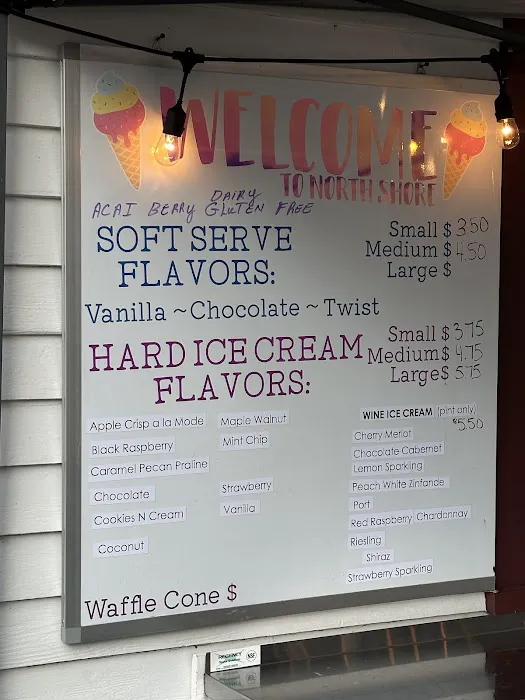 WELCOME
TO NORTH SHORE
DAIRY
ACAI BERRY GLUTEN FREE
SOFT SERVE
FLAVORS:
Small $ 3.50
Medium $ 4.50
Large $
Vanilla ~ Chocolate ~ Twist
HARD ICE CREAM
FLAVORS:
Small $ 3.75
Medium $ 4.75
Large $ 5.75
Apple Crisp a la Mode
Black Raspberry
Caramel Pecan Praline
Chocolate
Cookies N Cream
Coconut
Maple Walnut
Mint Chip
Strawberry
Vanilla
WINE ICE CREAM (pint only)
$5.50
Cherry Merlot
Chocolate Cabernet
Lemon Sparkling
Peach White Zinfande
Port
Red Raspberry Chardonnay
Riesling
Shiraz
Strawberry Sparkling
Waffle Cone $
REGENCY
NSF